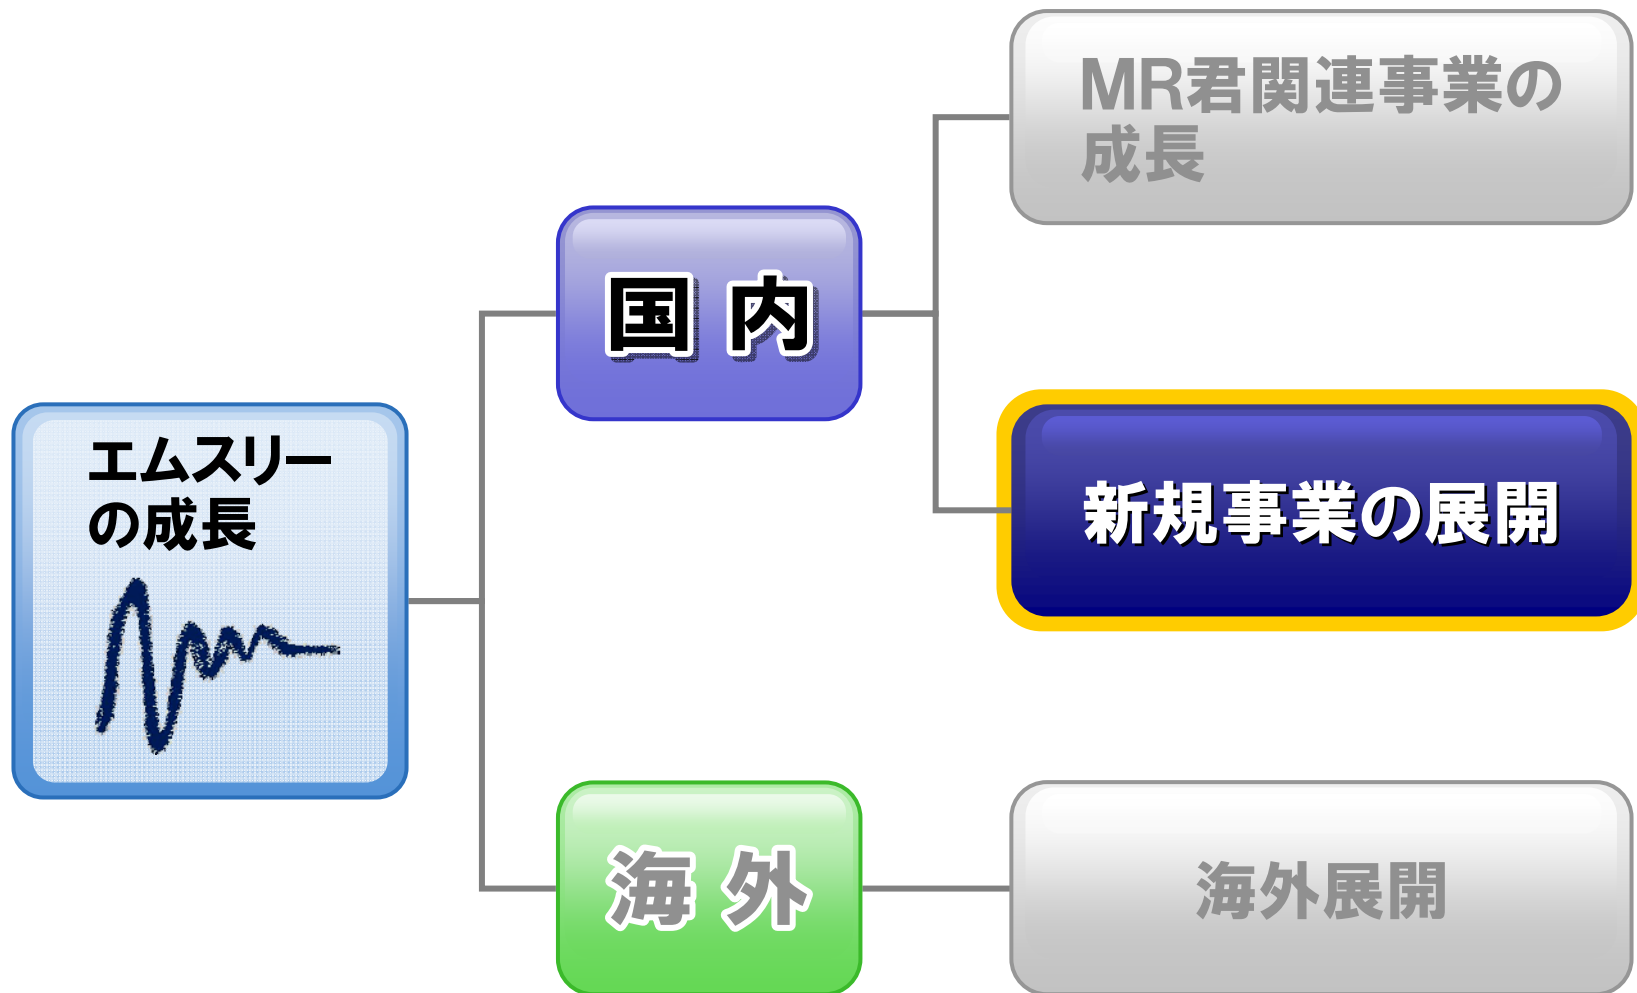 エムスリー
の成長
国内
海外
MR君関連事業の
成長
新規事業の展開
海外展開